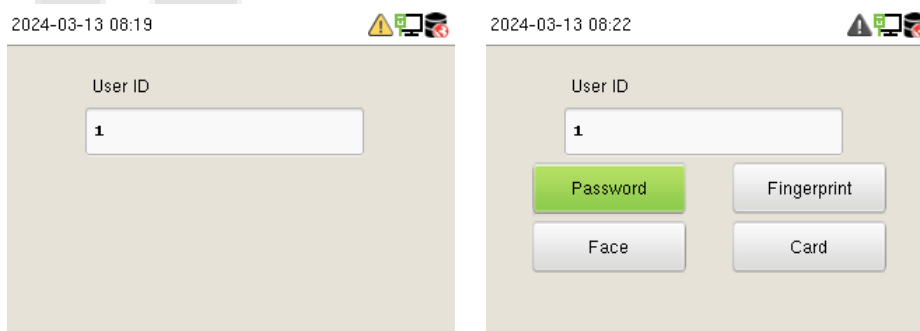 2024-03-13 08:19
User ID
1
2024-03-13 08:22
User ID
1
Password Fingerprint
Face Card